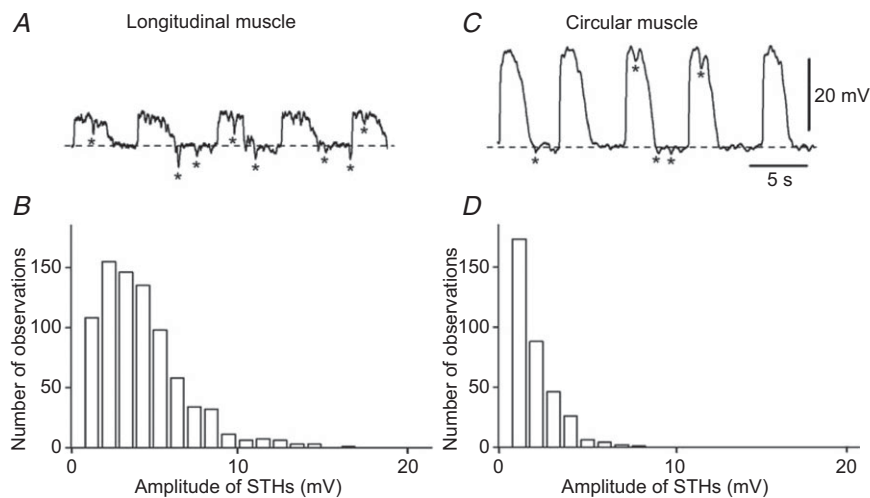 A
Longitudinal muscle
C
Circular muscle
*
*
*
*
*
*
*
*
*
*
*
*
*
20 mV
5 s
B
Number of observations
150
100
50
0
0
10
20
Amplitude of STHs (mV)
D
Number of observations
150
100
50
0
0
10
20
Amplitude of STHs (mV)